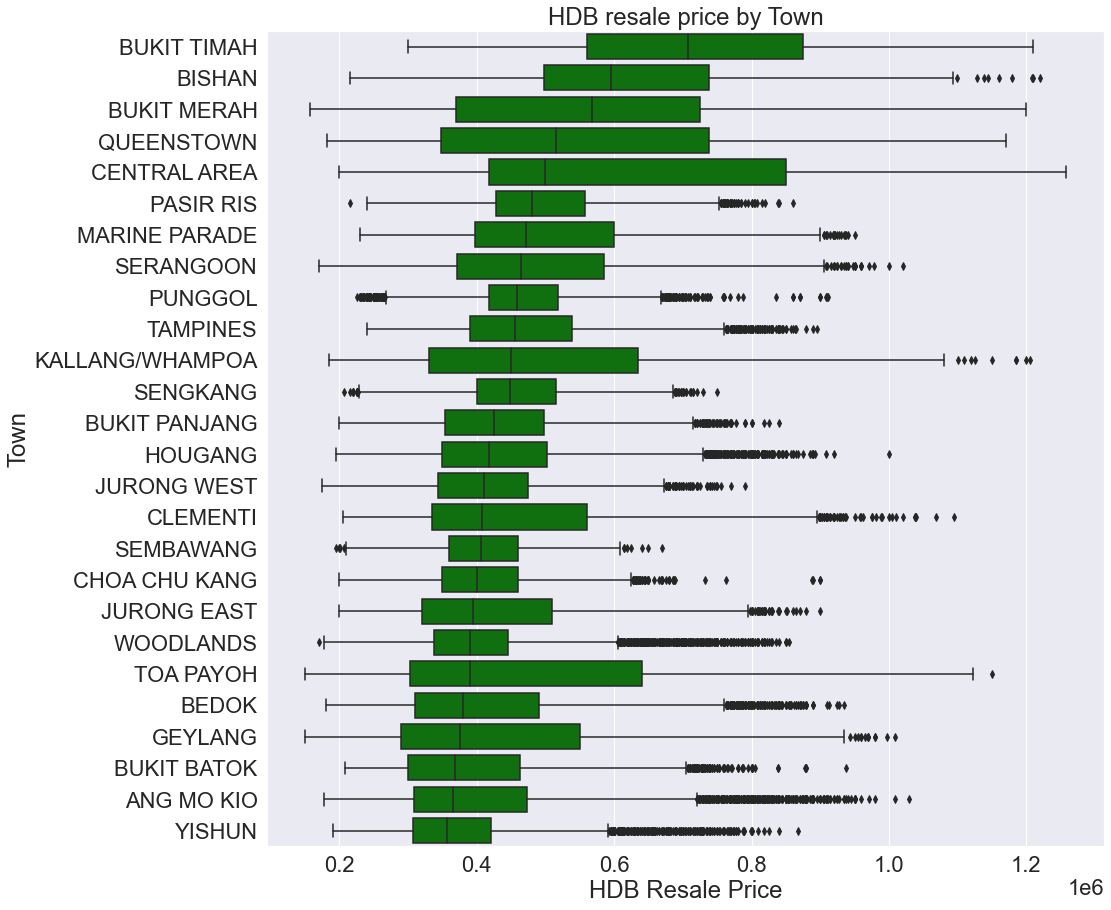 HDB resale price by Town
BUKIT TIMAH
BISHAN
BUKIT MERAH
QUEENSTOWN
CENTRAL AREA
PASIR RIS
MARINE PARADE
SERANGOON
PUNGGOL
TAMPINES
KALLANG/WHAMPOA
SENGKANG
BUKIT PANJANG
HOUGANG
JURONG WEST
CLEMENTI
SEMBAWANG
CHOA CHU KANG
JURONG EAST
WOODLANDS
TOA PAYOH
BEDOK
GEYLANG
BUKIT BATOK
ANG MO KIO
YISHUN
Town
0.2 0.4 0.6 0.8 1.0 1.2
HDB Resale Price
1e6